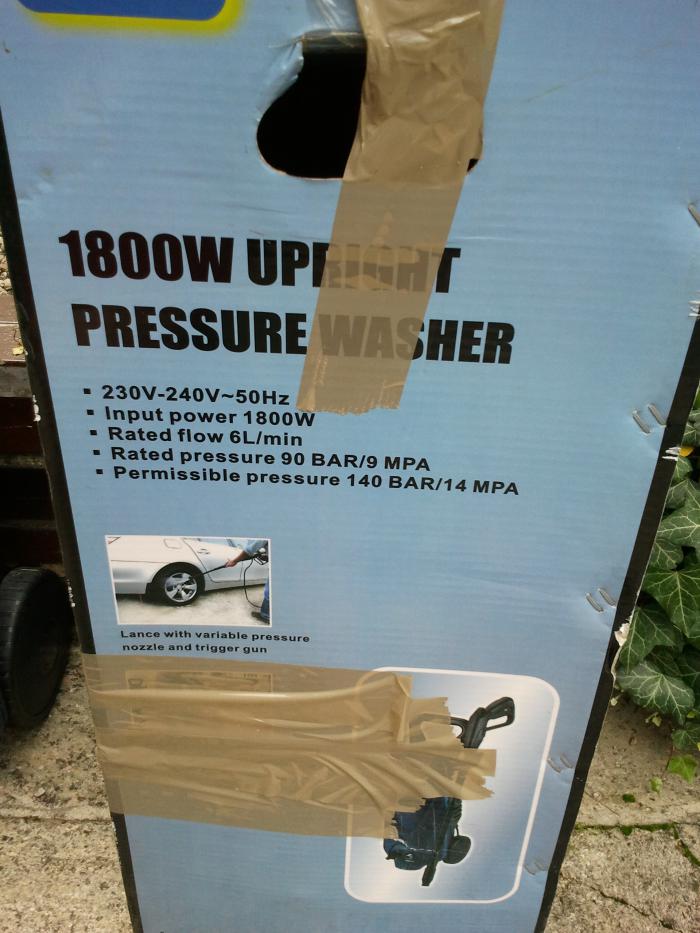 1800W UPRIGHT
PRESSURE WASHER
▪ 230V-240V~50Hz
▪ Input power 1800W
▪ Rated flow 6L/min
▪ Rated pressure 90 BAR/9 MPA
▪ Permissible pressure 140 BAR/14 MPA
Lance with variable pressure
nozzle and trigger gun